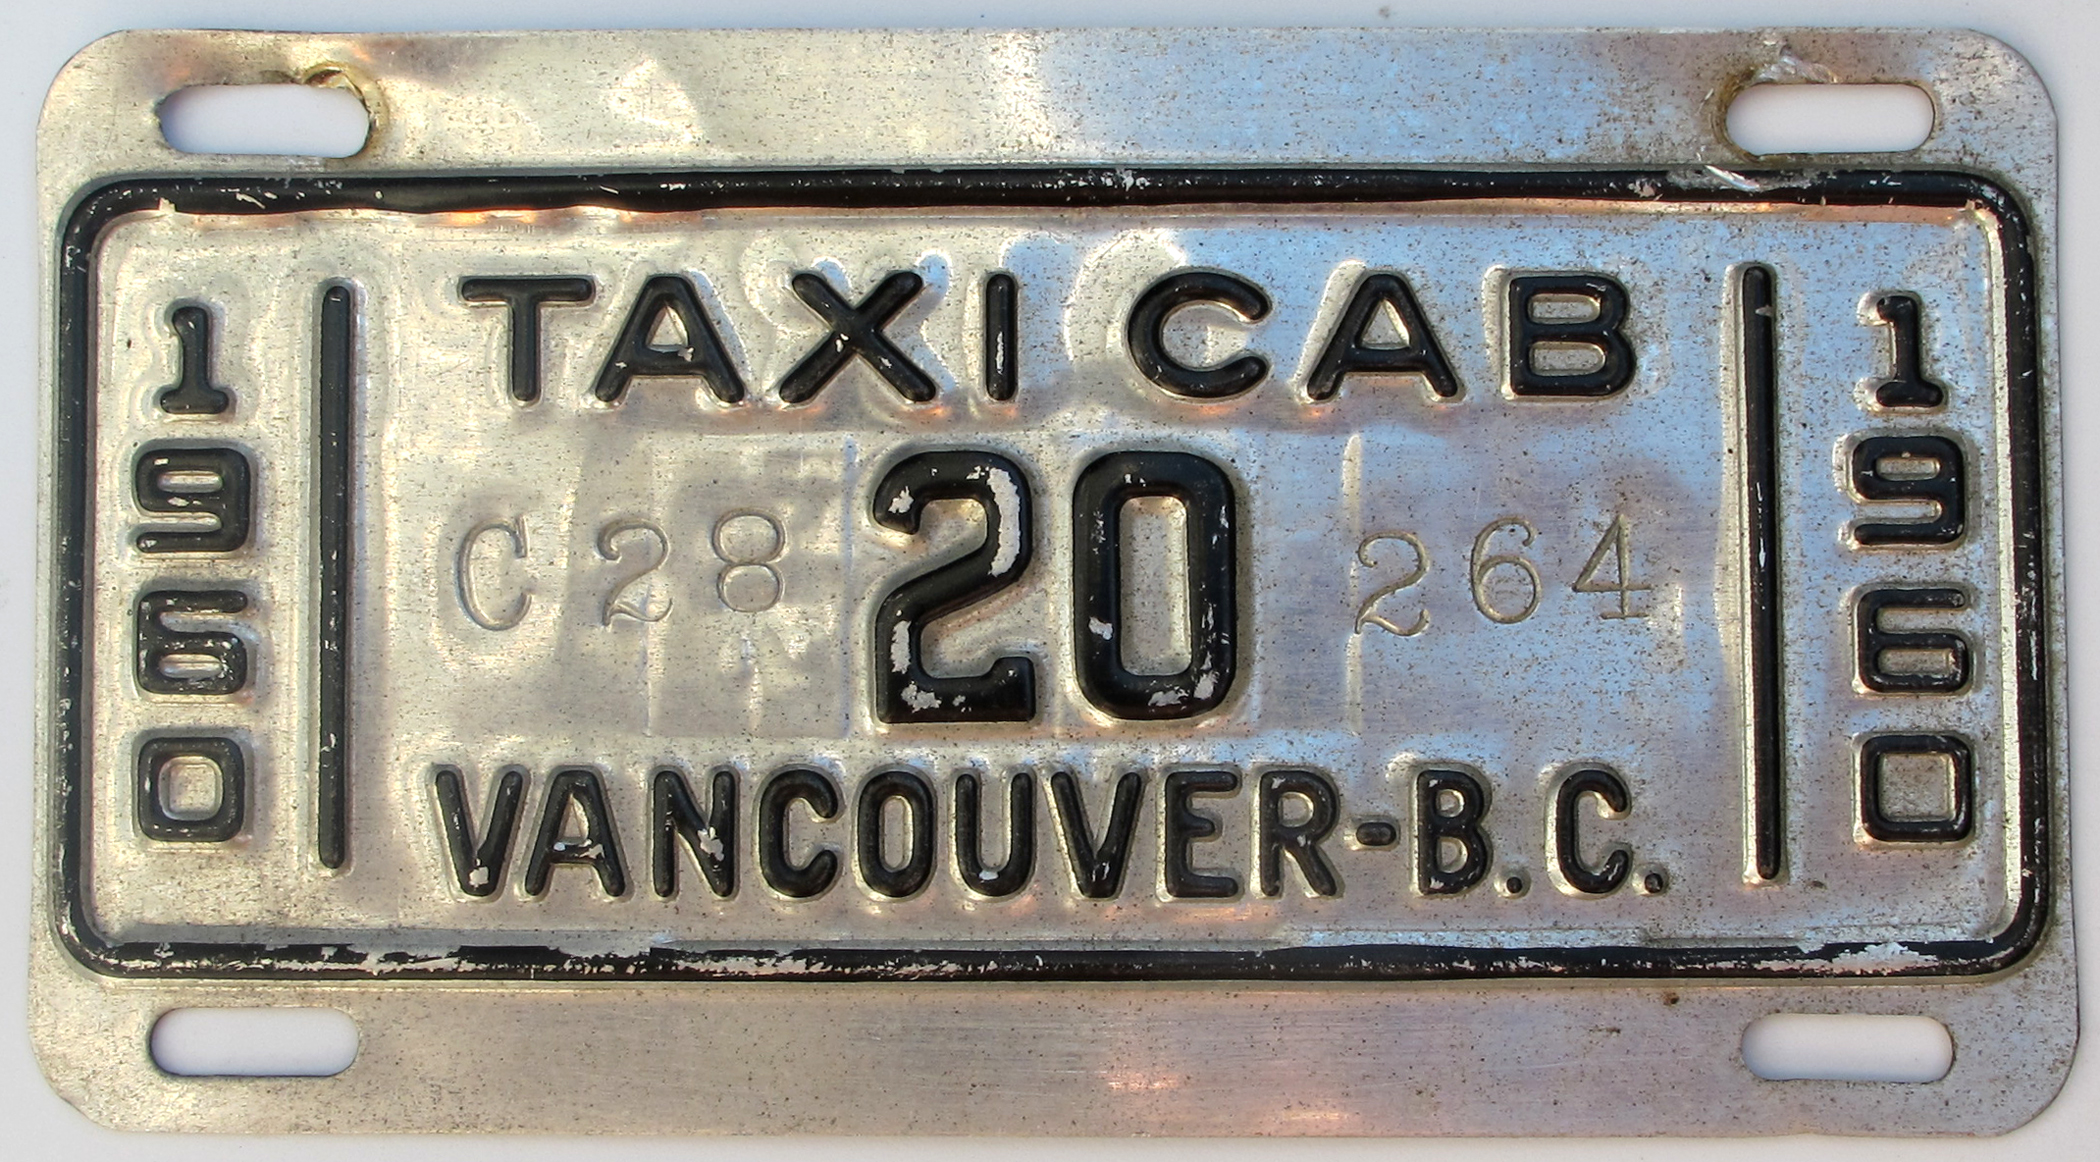 TAXI CAB
1960
C28 20 264
1960
VANCOUVER-B.C.